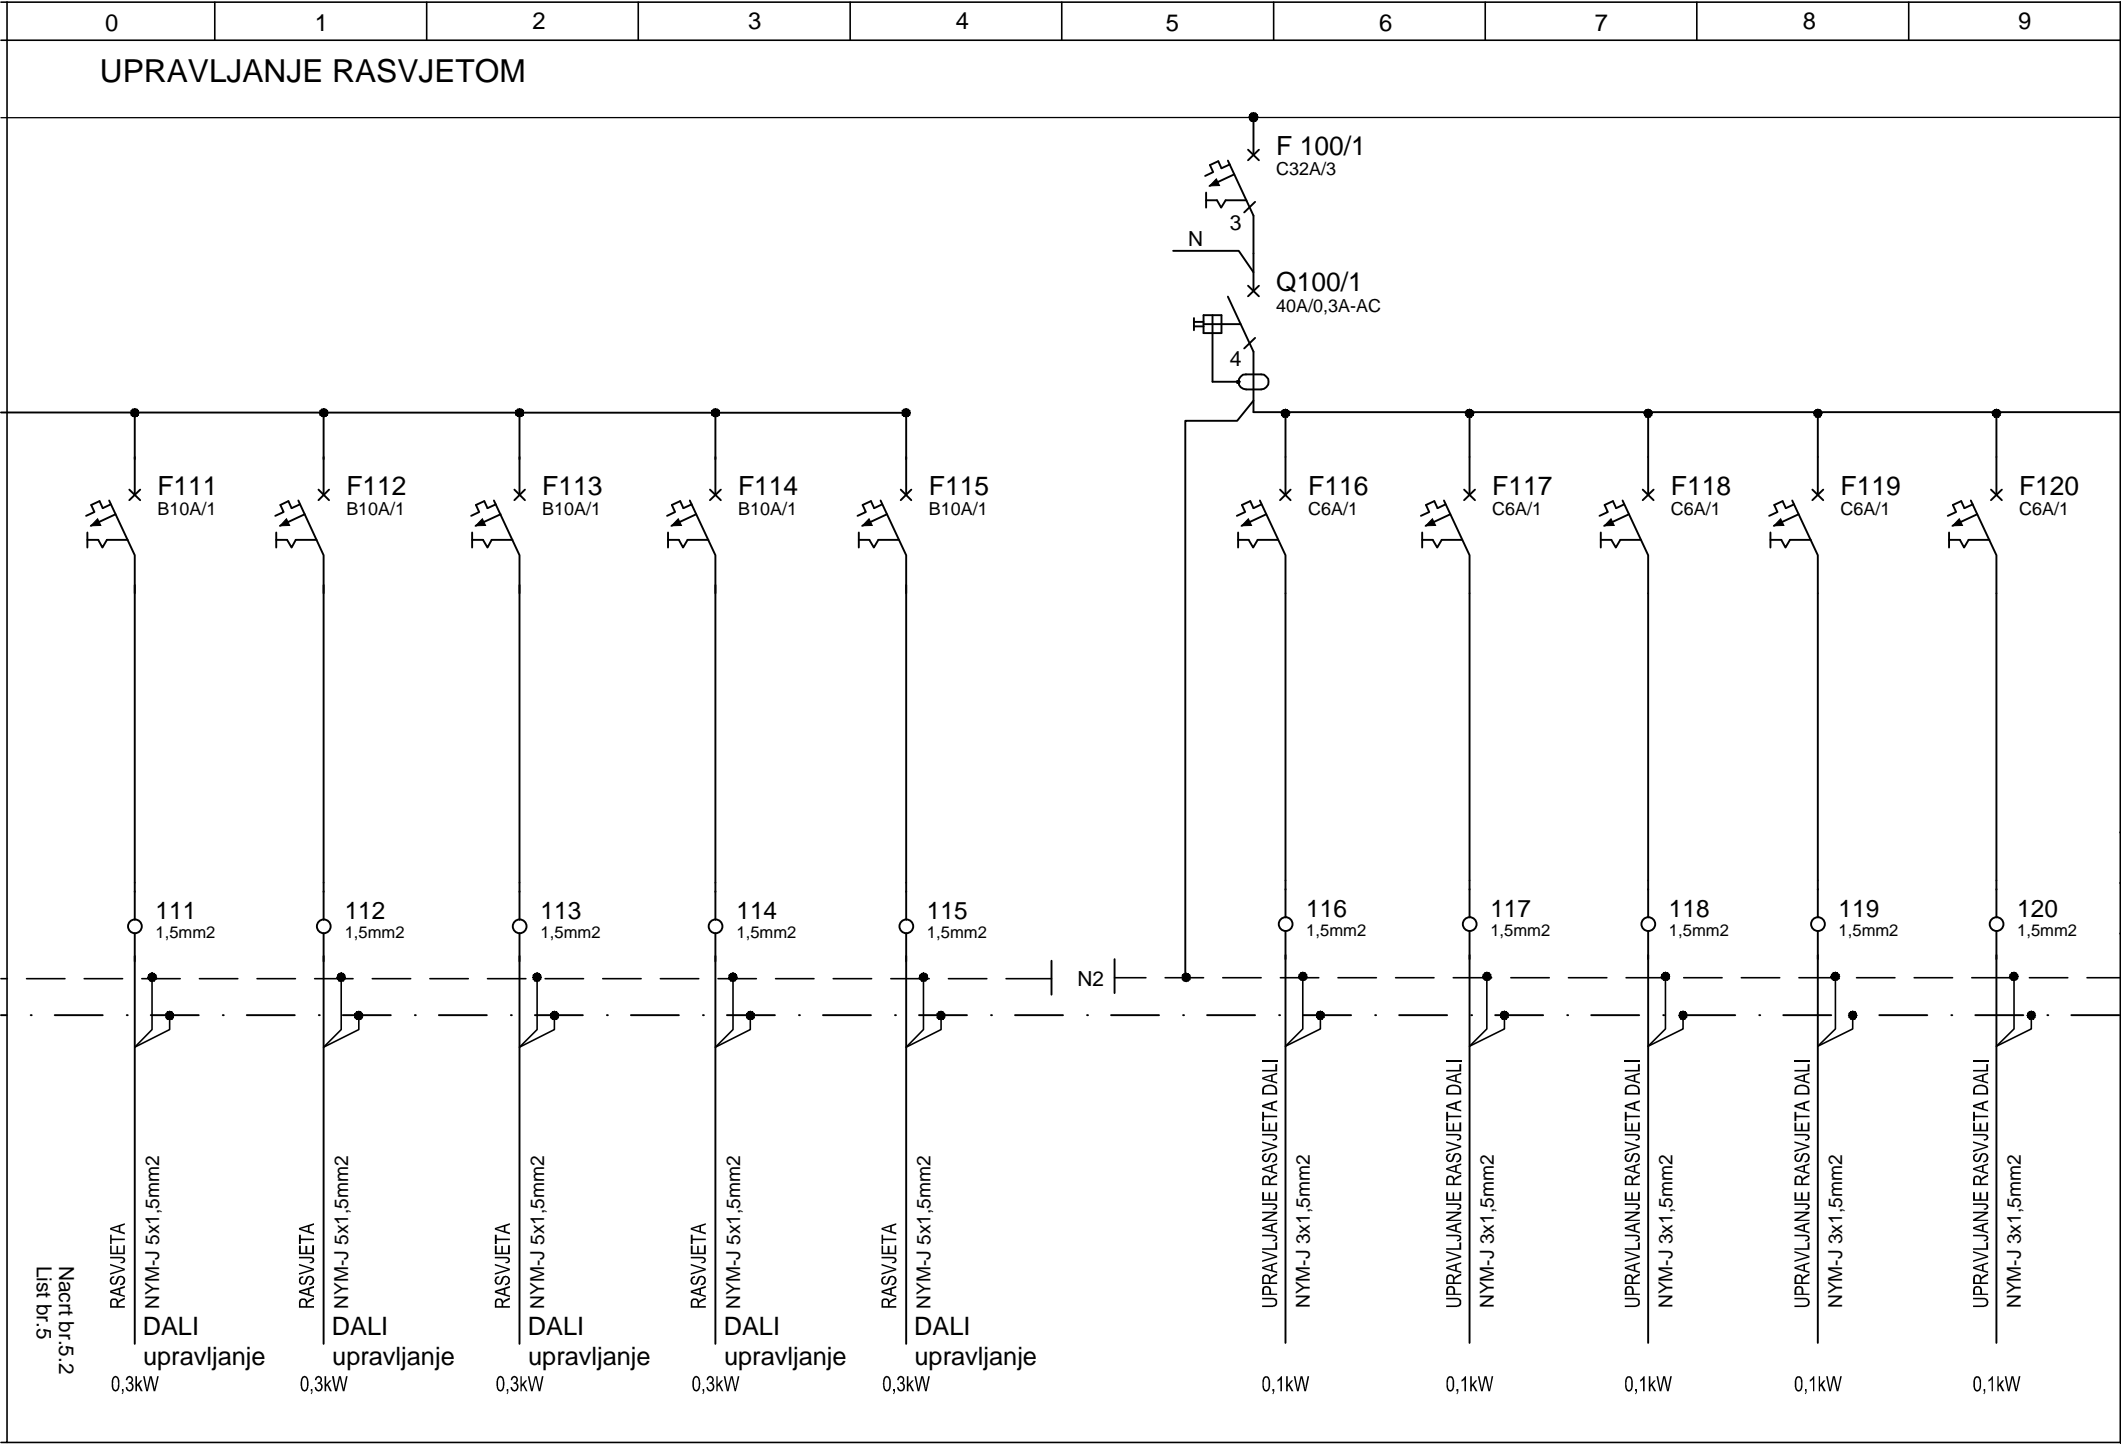 0 1 2 3 4 5 6 7 8 9
UPRAVLJANJE RASVJETOM
F 100/1
C32A/3
3
N
Q100/1
40A/0,3A-AC
4
F111
B10A/1
F112
B10A/1
F113
B10A/1
F114
B10A/1
F115
B10A/1
F116
C6A/1
F117
C6A/1
F118
C6A/1
F119
C6A/1
F120
C6A/1
111
1,5mm2
112
1,5mm2
113
1,5mm2
114
1,5mm2
115
1,5mm2
116
1,5mm2
117
1,5mm2
118
1,5mm2
119
1,5mm2
120
1,5mm2
N2
Nacrt br.5.2
List br.5
RASVJETA
NYM-J 5x1,5mm2
DALI
upravljanje
0,3kW
RASVJETA
NYM-J 5x1,5mm2
DALI
upravljanje
0,3kW
RASVJETA
NYM-J 5x1,5mm2
DALI
upravljanje
0,3kW
RASVJETA
NYM-J 5x1,5mm2
DALI
upravljanje
0,3kW
RASVJETA
NYM-J 5x1,5mm2
DALI
upravljanje
0,3kW
UPRAVLJANJE RASVJETA DALI
NYM-J 3x1,5mm2
0,1kW
UPRAVLJANJE RASVJETA DALI
NYM-J 3x1,5mm2
0,1kW
UPRAVLJANJE RASVJETA DALI
NYM-J 3x1,5mm2
0,1kW
UPRAVLJANJE RASVJETA DALI
NYM-J 3x1,5mm2
0,1kW
UPRAVLJANJE RASVJETA DALI
NYM-J 3x1,5mm2
0,1kW